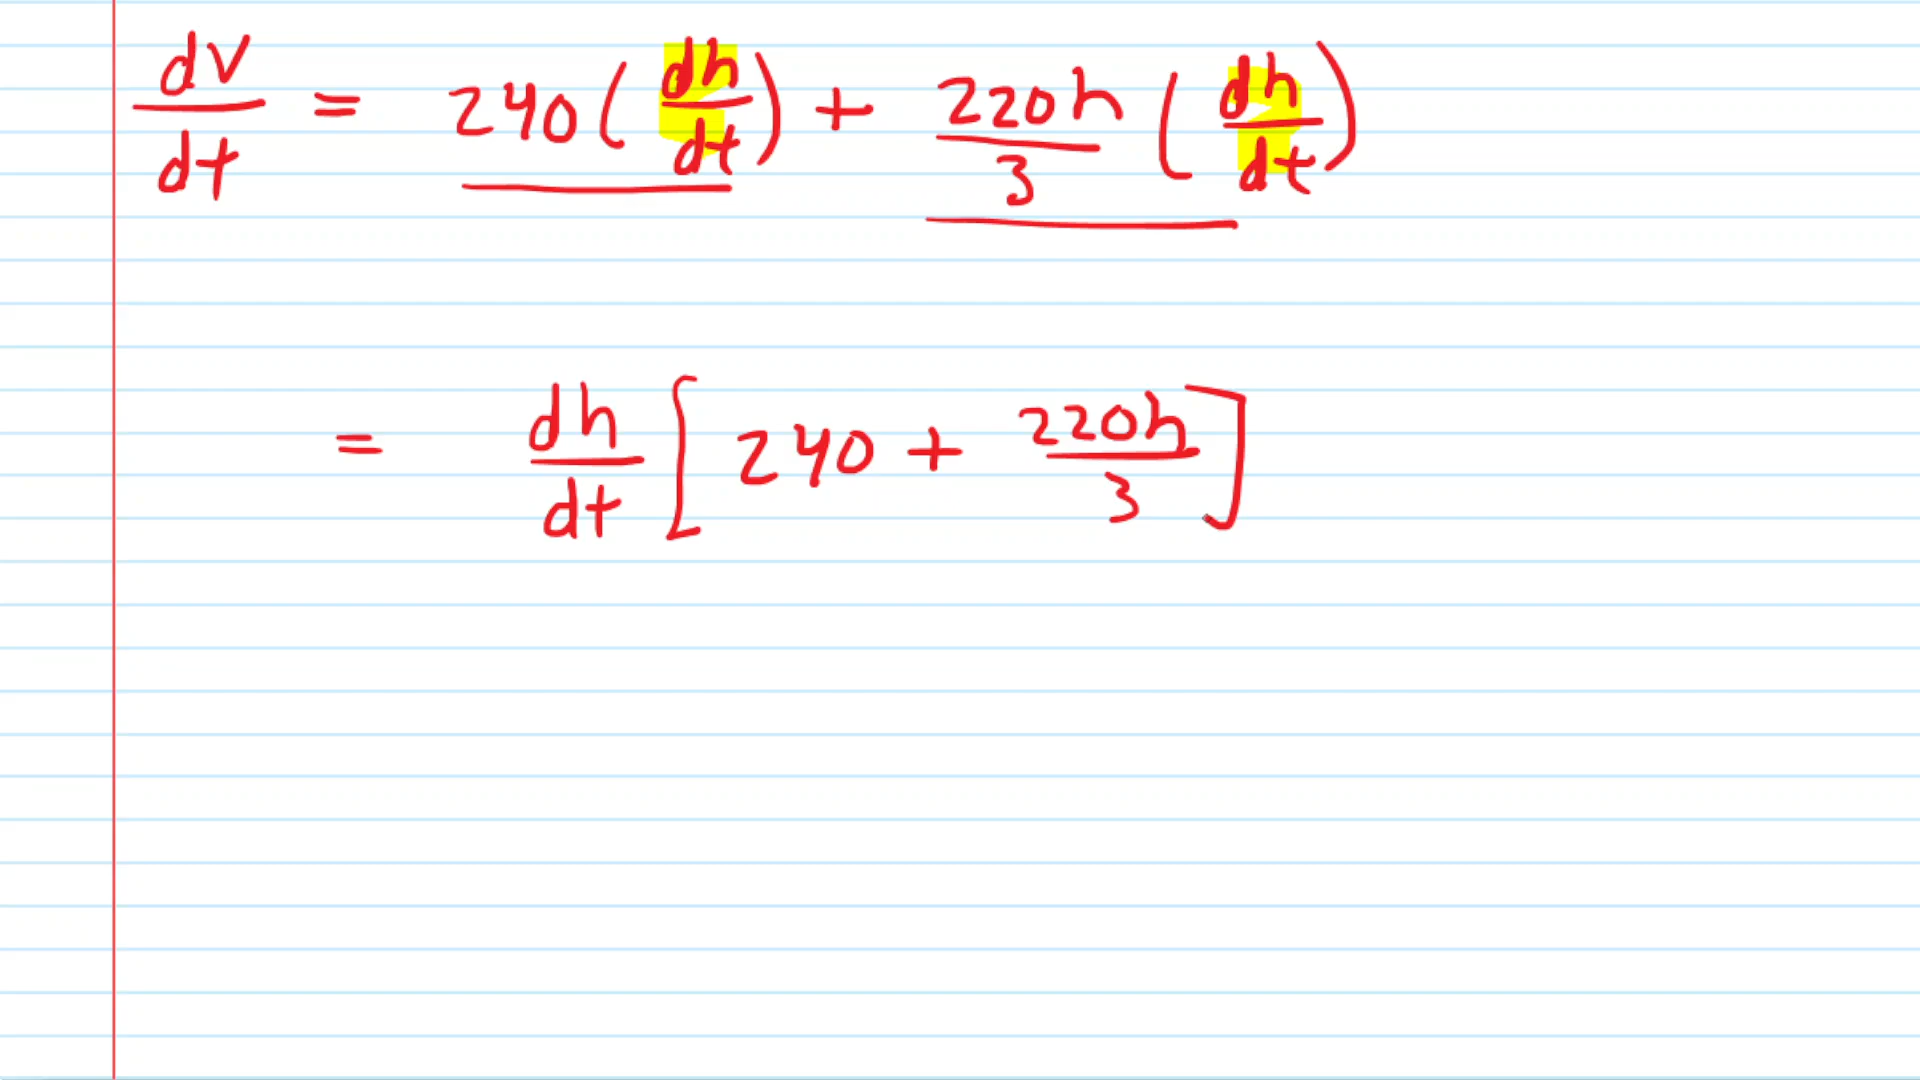 dV/dt = 240(dh/dt) + 220h/3 (dh/dt)
= dh/dt [240 + 220h/3]